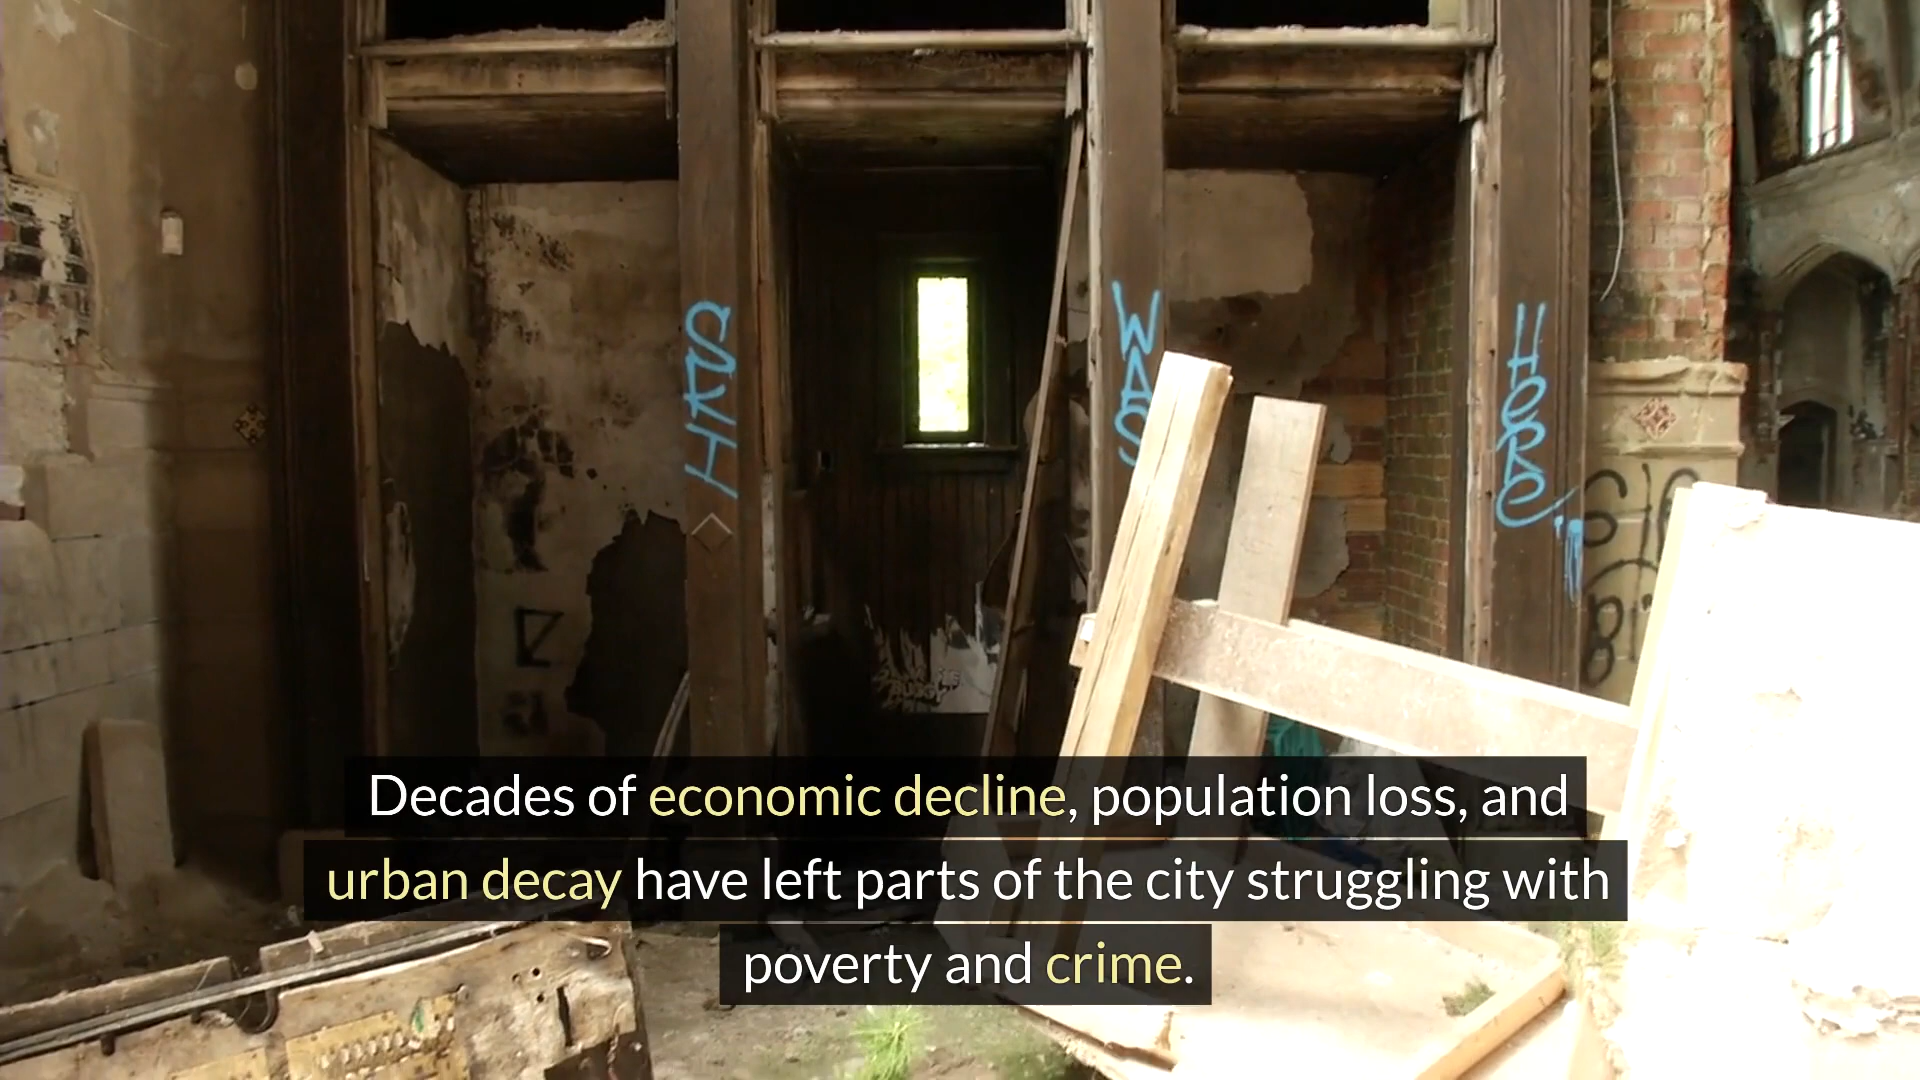 SKI
WAS
HeRe
Decades of economic decline, population loss, and
urban decay have left parts of the city struggling with
poverty and crime.